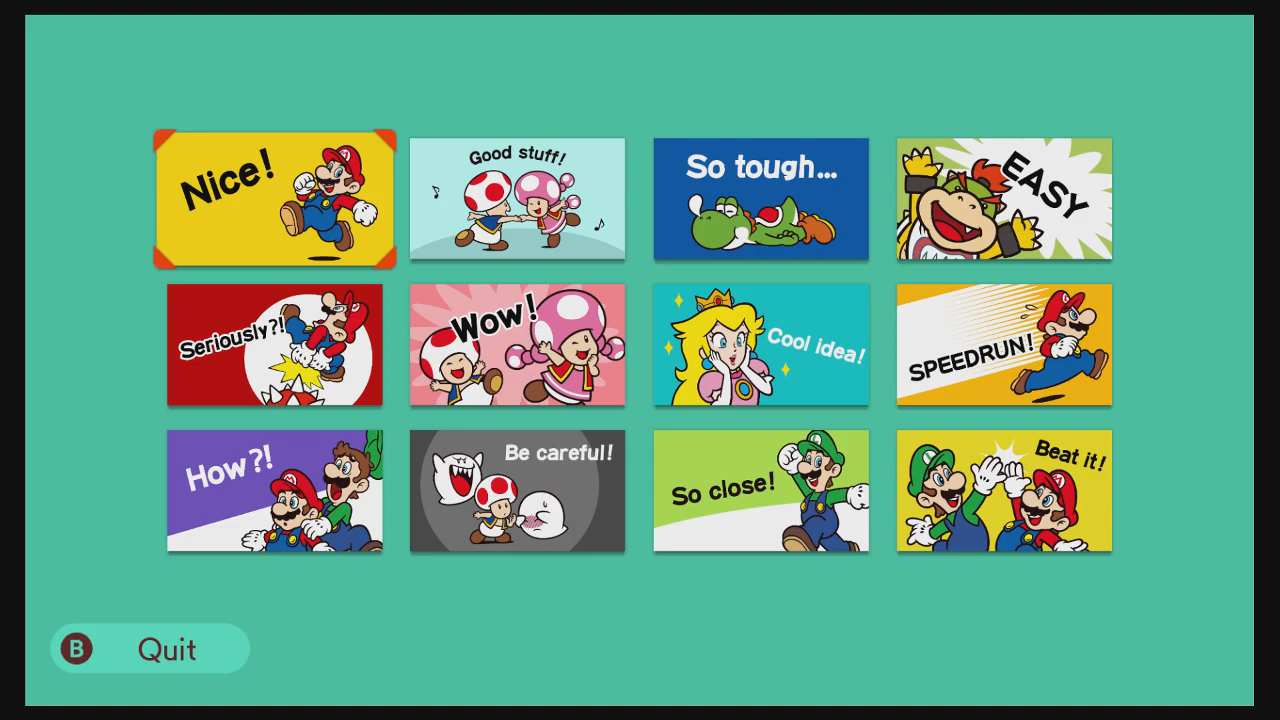 Nice!
Good stuff!
So tough...
EASY
Seriously?!
Wow!
Cool idea!
SPEEDRUN!
How?!
Be careful!
So close!
Beat it!
B Quit